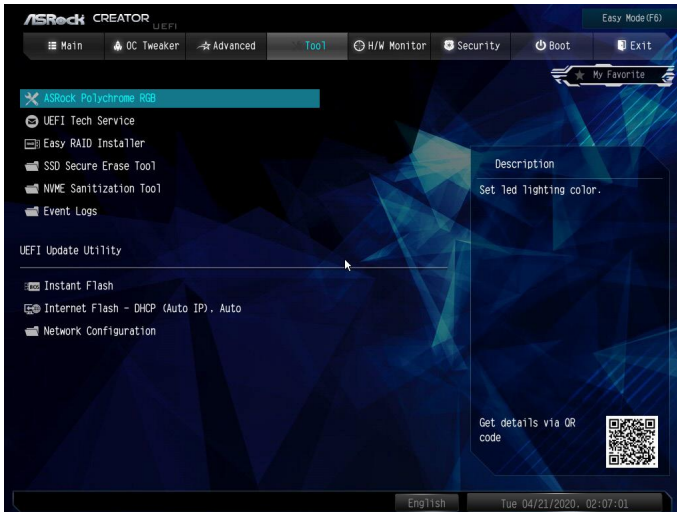 ASRock CREATOR
UEFI
Easy Mode(F6)
Main OC Tweaker Advanced Tool H/W Monitor Security Boot Exit
My Favorite
ASRock Polychrome RGB
UEFI Tech Service
Easy RAID Installer
SSD Secure Erase Tool
NVME Sanitization Tool
Event Logs
UEFI Update Utility
Instant Flash
Internet Flash - DHCP (Auto IP), Auto
Network Configuration
Description
Set led lighting color.
Get details via QR
code
English
Tue 04/21/2020. 02:07:01